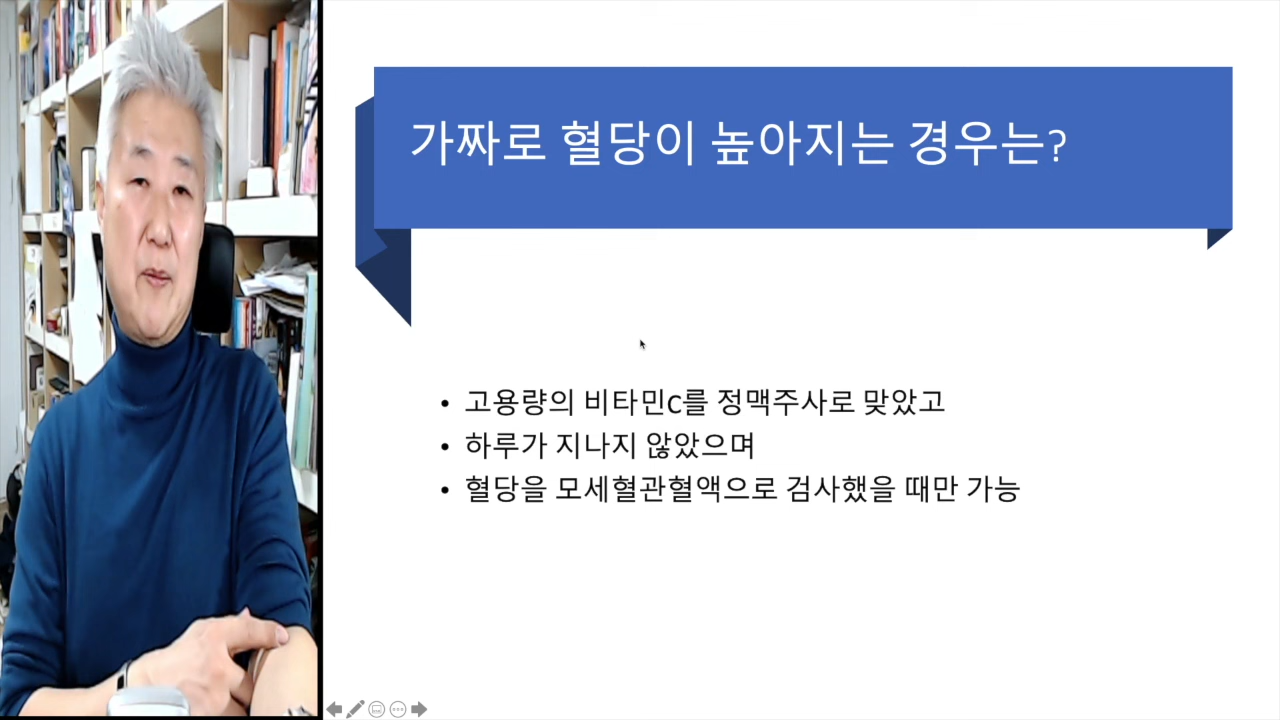 가짜로 혈당이 높아지는 경우는?
• 고용량의 비타민C를 정맥주사로 맞았고
• 하루가 지나지 않았으며
• 혈당을 모세혈관혈액으로 검사했을 때만 가능